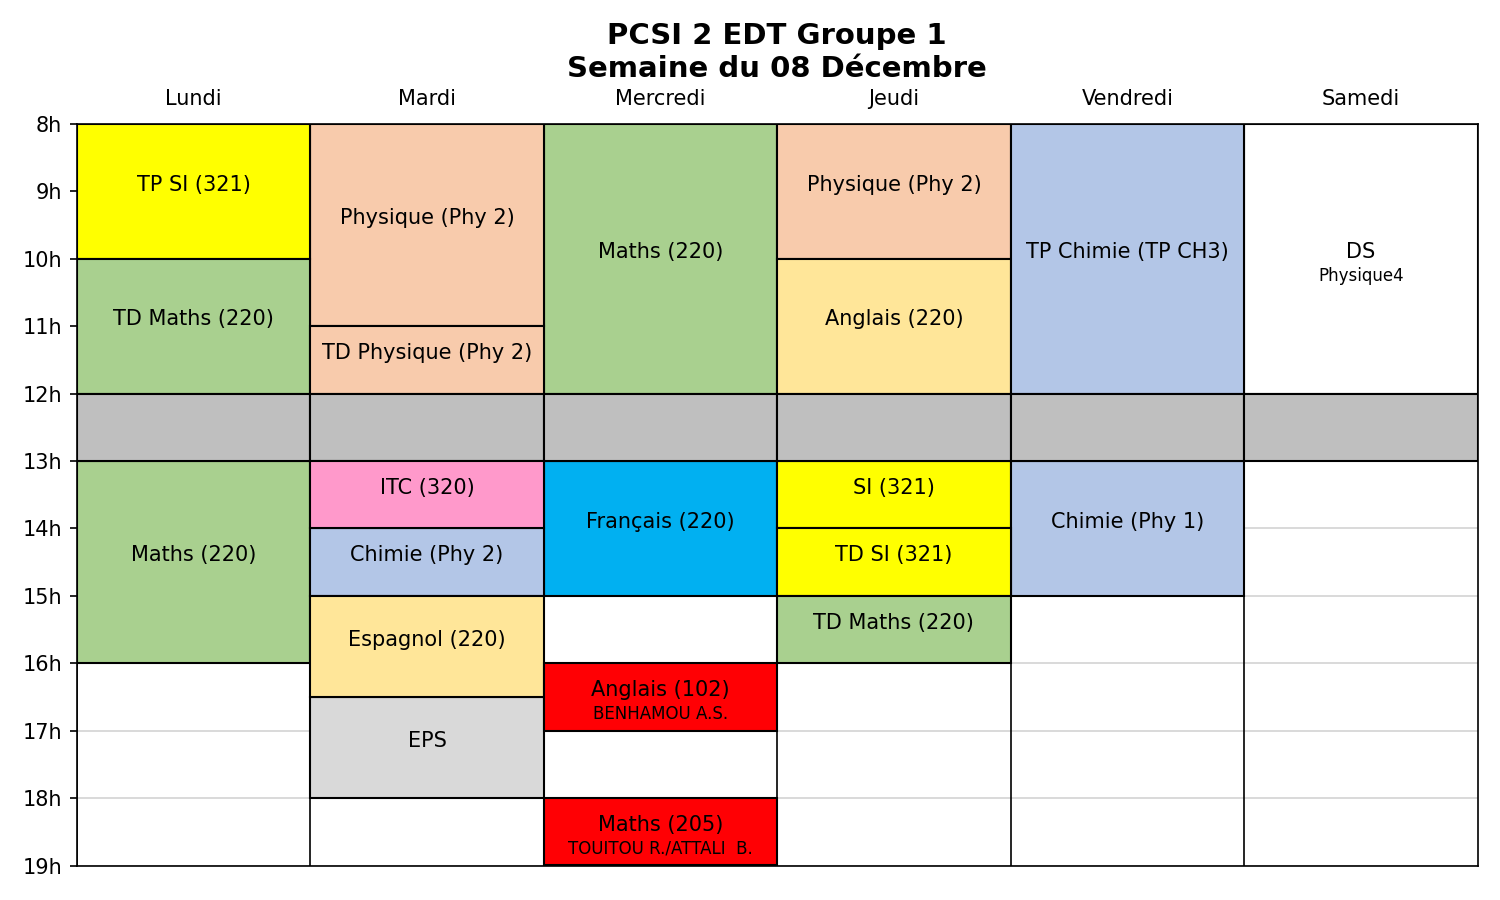 PCSI 2 EDT Groupe 1
Semaine du 08 Décembre
Lundi
Mardi
Mercredi
Jeudi
Vendredi
Samedi
8h
9h
10h
11h
12h
13h
14h
15h
16h
17h
18h
19h
TP SI (321)
TD Maths (220)
Maths (220)
Physique (Phy 2)
TD Physique (Phy 2)
ITC (320)
Chimie (Phy 2)
Espagnol (220)
EPS
Maths (220)
Français (220)
Anglais (102)
BENHAMOU A.S.
Maths (205)
TOUITOU R./ATTALI  B.
Physique (Phy 2)
Anglais (220)
SI (321)
TD SI (321)
TD Maths (220)
TP Chimie (TP CH3)
Chimie (Phy 1)
DS
Physique4